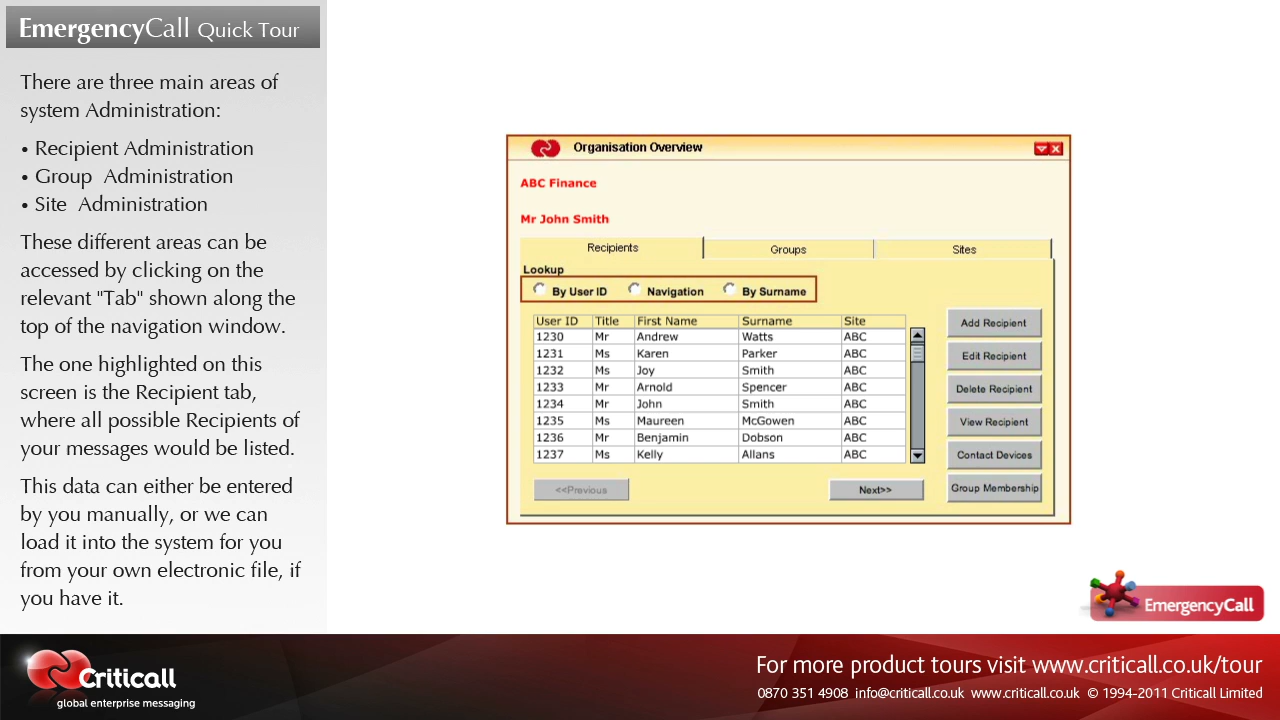 EmergencyCall Quick Tour
There are three main areas of
system Administration:
• Recipient Administration
• Group Administration
• Site Administration
These different areas can be
accessed by clicking on the
relevant "Tab" shown along the
top of the navigation window.
The one highlighted on this
screen is the Recipient tab,
where all possible Recipients of
your messages would be listed.
This data can either be entered
by you manually, or we can
load it into the system for you
from your own electronic file, if
you have it.
Organisation Overview
ABC Finance
Mr John Smith
Recipients Groups Sites
Lookup
By User ID Navigation By Surname
User ID Title First Name Surname Site
1230 Mr Andrew Watts ABC
1231 Ms Karen Parker ABC
1232 Ms Joy Smith ABC
1233 Mr Arnold Spencer ABC
1234 Mr John Smith ABC
1235 Ms Maureen McGowen ABC
1236 Mr Benjamin Dobson ABC
1237 Ms Kelly Allans ABC
<<Previous Next>>
Add Recipient
Edit Recipient
Delete Recipient
View Recipient
Contact Devices
Group Membership
EmergencyCall
Criticall
global enterprise messaging
For more product tours visit www.criticall.co.uk/tour
0870 351 4908 info@criticall.co.uk www.criticall.co.uk © 1994-2011 Criticall Limited